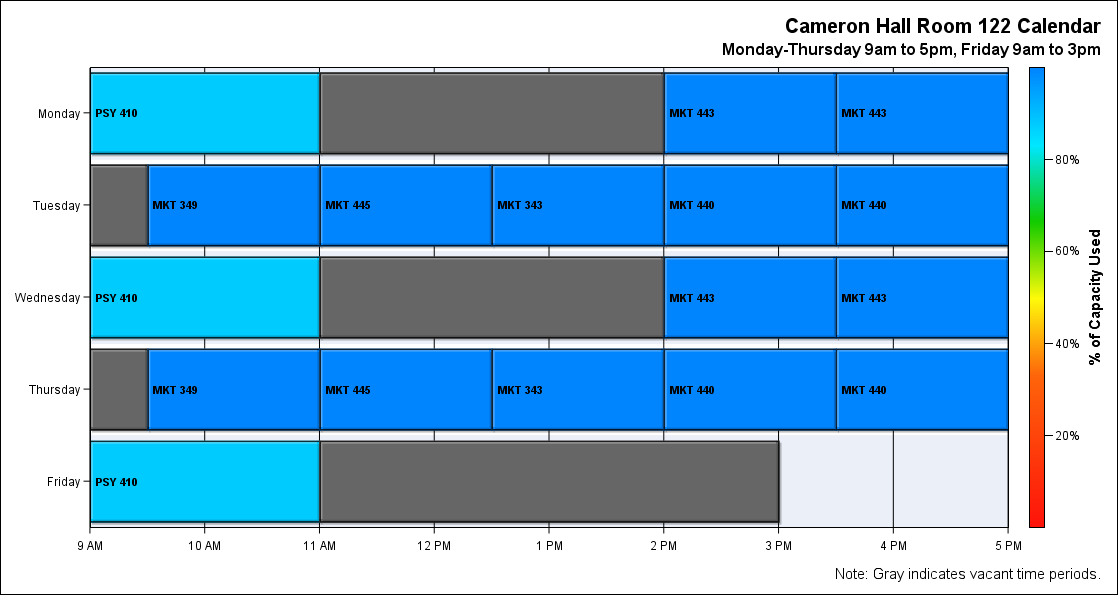 Cameron Hall Room 122 Calendar
Monday-Thursday 9am to 5pm, Friday 9am to 3pm
Monday
PSY 410
MKT 443
MKT 443
Tuesday
MKT 349
MKT 445
MKT 343
MKT 440
MKT 440
Wednesday
PSY 410
MKT 443
MKT 443
Thursday
MKT 349
MKT 445
MKT 343
MKT 440
MKT 440
Friday
PSY 410
9 AM
10 AM
11 AM
12 PM
1 PM
2 PM
3 PM
4 PM
5 PM
80%
60%
40%
20%
% of Capacity Used
Note: Gray indicates vacant time periods.